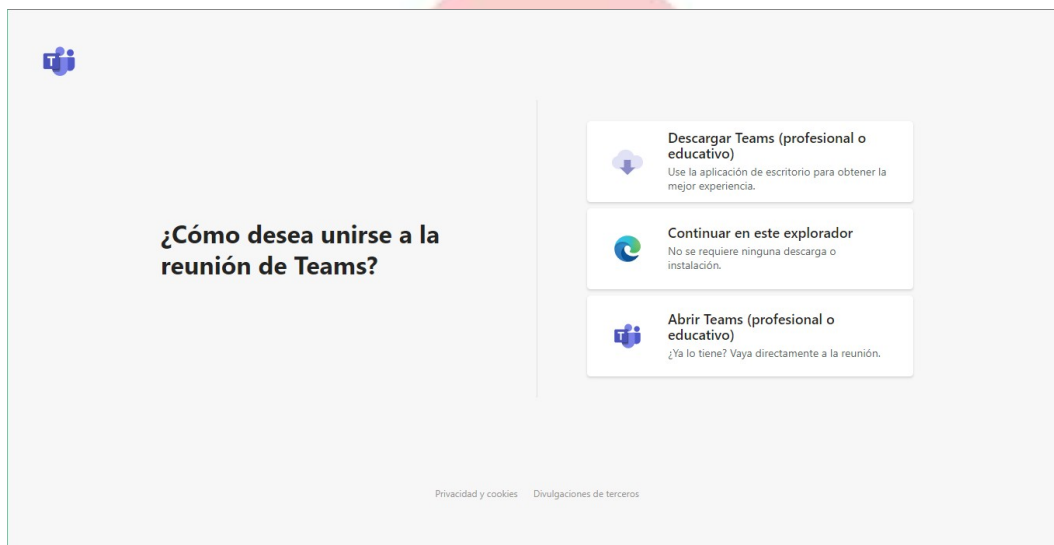 ¿Cómo desea unirse a la
reunión de Teams?
Descargar Teams (profesional o
educativo)
Use la aplicación de escritorio para obtener la
mejor experiencia.
Continuar en este explorador
No se requiere ninguna descarga o
instalación.
Abrir Teams (profesional o
educativo)
¿Ya lo tiene? Vaya directamente a la reunión.
Privacidad y cookies Divulgaciones de terceros